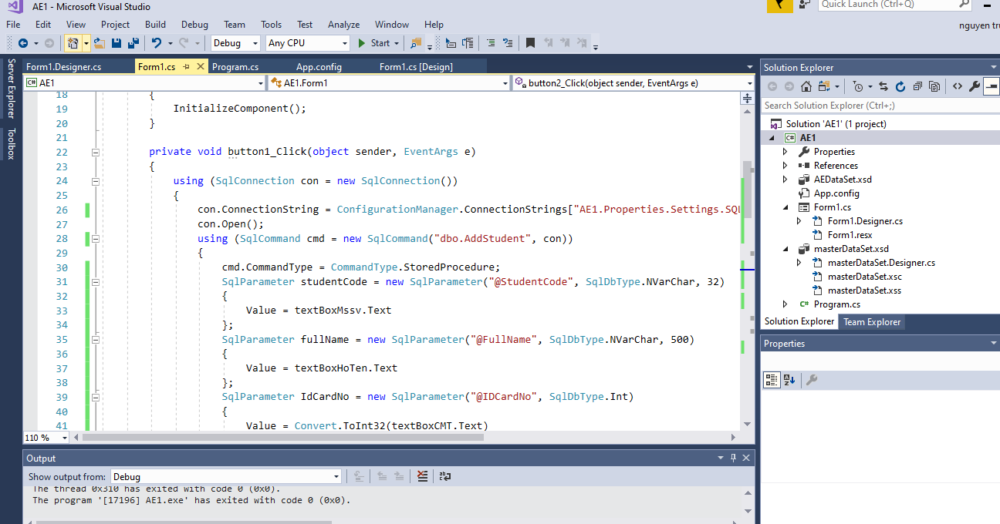 AE1 - Microsoft Visual Studio
Quick Launch (Ctrl+Q)
File Edit View Project Build Debug Team Tools Test Analyze Window Help
nguyen tru
Debug Any CPU Start
Server Explorer
Toolbox
Form1.Designer.cs Form1.cs Program.cs App.config Form1.cs [Design]
C# AE1 AE1.Form1 button2_Click(object sender, EventArgs e)
18 {
19 InitializeComponent();
20 }
21
22 private void button1_Click(object sender, EventArgs e)
23 {
24 using (SqlConnection con = new SqlConnection())
25 {
26 con.ConnectionString = ConfigurationManager.ConnectionStrings["AE1.Properties.Settings.SQL
27 con.Open();
28 using (SqlCommand cmd = new SqlCommand("dbo.AddStudent", con))
29 {
30 cmd.CommandType = CommandType.StoredProcedure;
31 SqlParameter studentCode = new SqlParameter("@StudentCode", SqlDbType.NVarChar, 32)
32 {
33 Value = textBoxMssv.Text
34 };
35 SqlParameter fullName = new SqlParameter("@FullName", SqlDbType.NVarChar, 500)
36 {
37 Value = textBoxHoTen.Text
38 };
39 SqlParameter IdCardNo = new SqlParameter("@IDCardNo", SqlDbType.Int)
40 {
41 Value = Convert.ToInt32(textBoxCMT.Text)
110 %
Output
Show output from: Debug
The thread 0x310 has exited with code 0 (0x0).
The program '[17196] AE1.exe' has exited with code 0 (0x0).
Solution Explorer
Search Solution Explorer (Ctrl+;)
Solution 'AE1' (1 project)
C# AE1
Properties
References
AEDataSet.xsd
App.config
Form1.cs
Form1.Designer.cs
Form1.resx
masterDataSet.xsd
masterDataSet.Designer.cs
masterDataSet.xsc
masterDataSet.xss
C# Program.cs
Solution Explorer Team Explorer
Properties